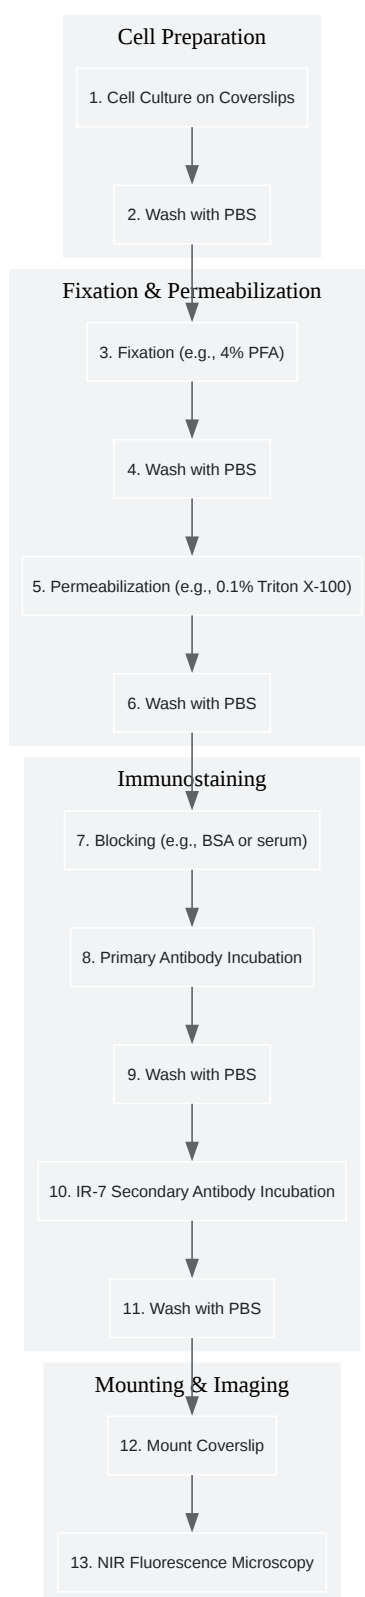 Cell Preparation
1. Cell Culture on Coverslips
2. Wash with PBS
Fixation & Permeabilization
3. Fixation (e.g., 4% PFA)
4. Wash with PBS
5. Permeabilization (e.g., 0.1% Triton X-100)
6. Wash with PBS
Immunostaining
7. Blocking (e.g., BSA or serum)
8. Primary Antibody Incubation
9. Wash with PBS
10. IR-7 Secondary Antibody Incubation
11. Wash with PBS
Mounting & Imaging
12. Mount Coverslip
13. NIR Fluorescence Microscopy